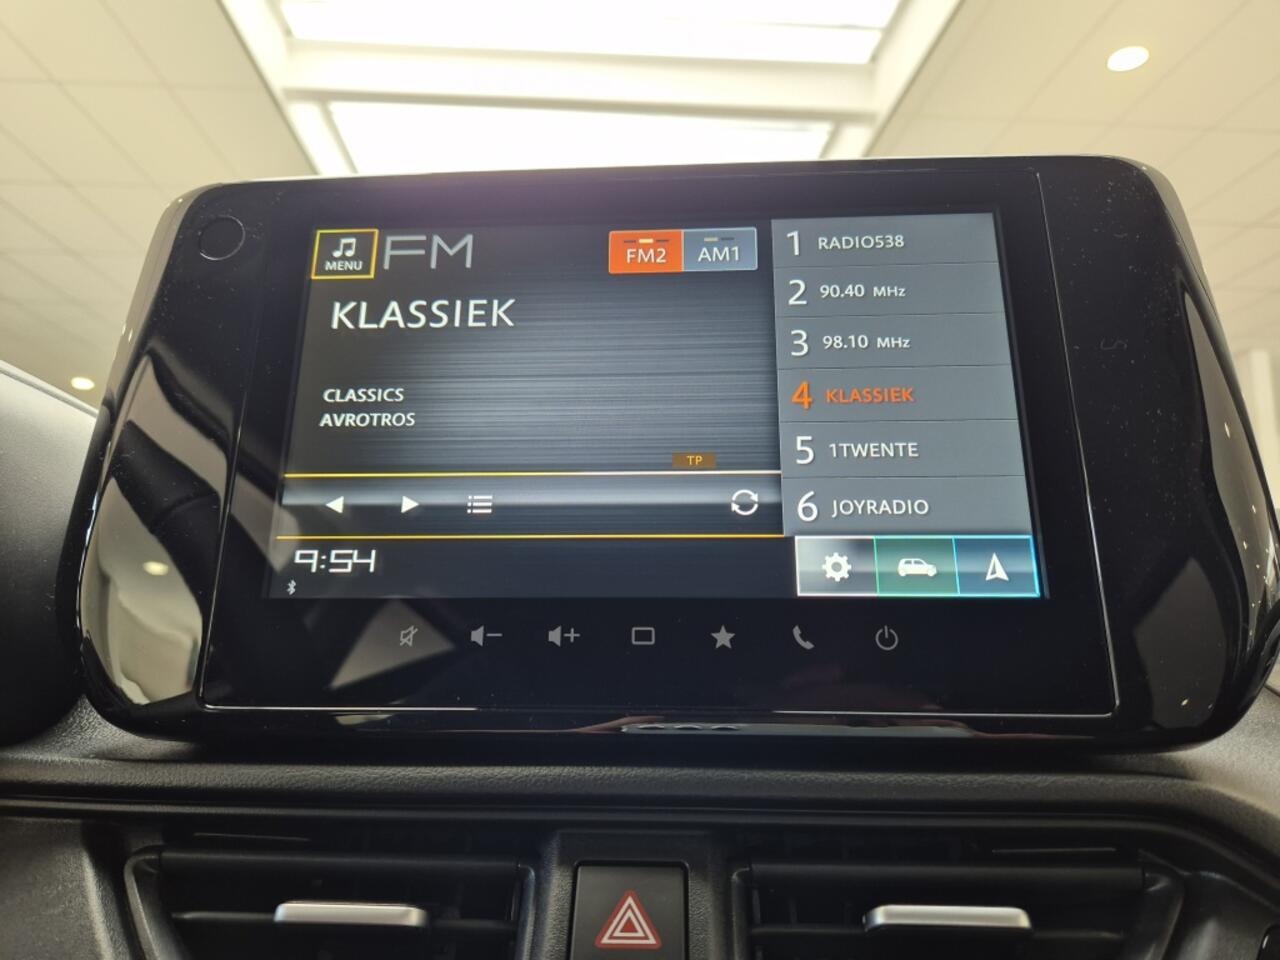 MENU
FM
FM2
AM1
KLASSIEK
CLASSICS
AVROTROS
TP
9:54
1 RADIO538
2 90.40 MHz
3 98.10 MHz
4 KLASSIEK
5 1TWENTE
6 JOYRADIO